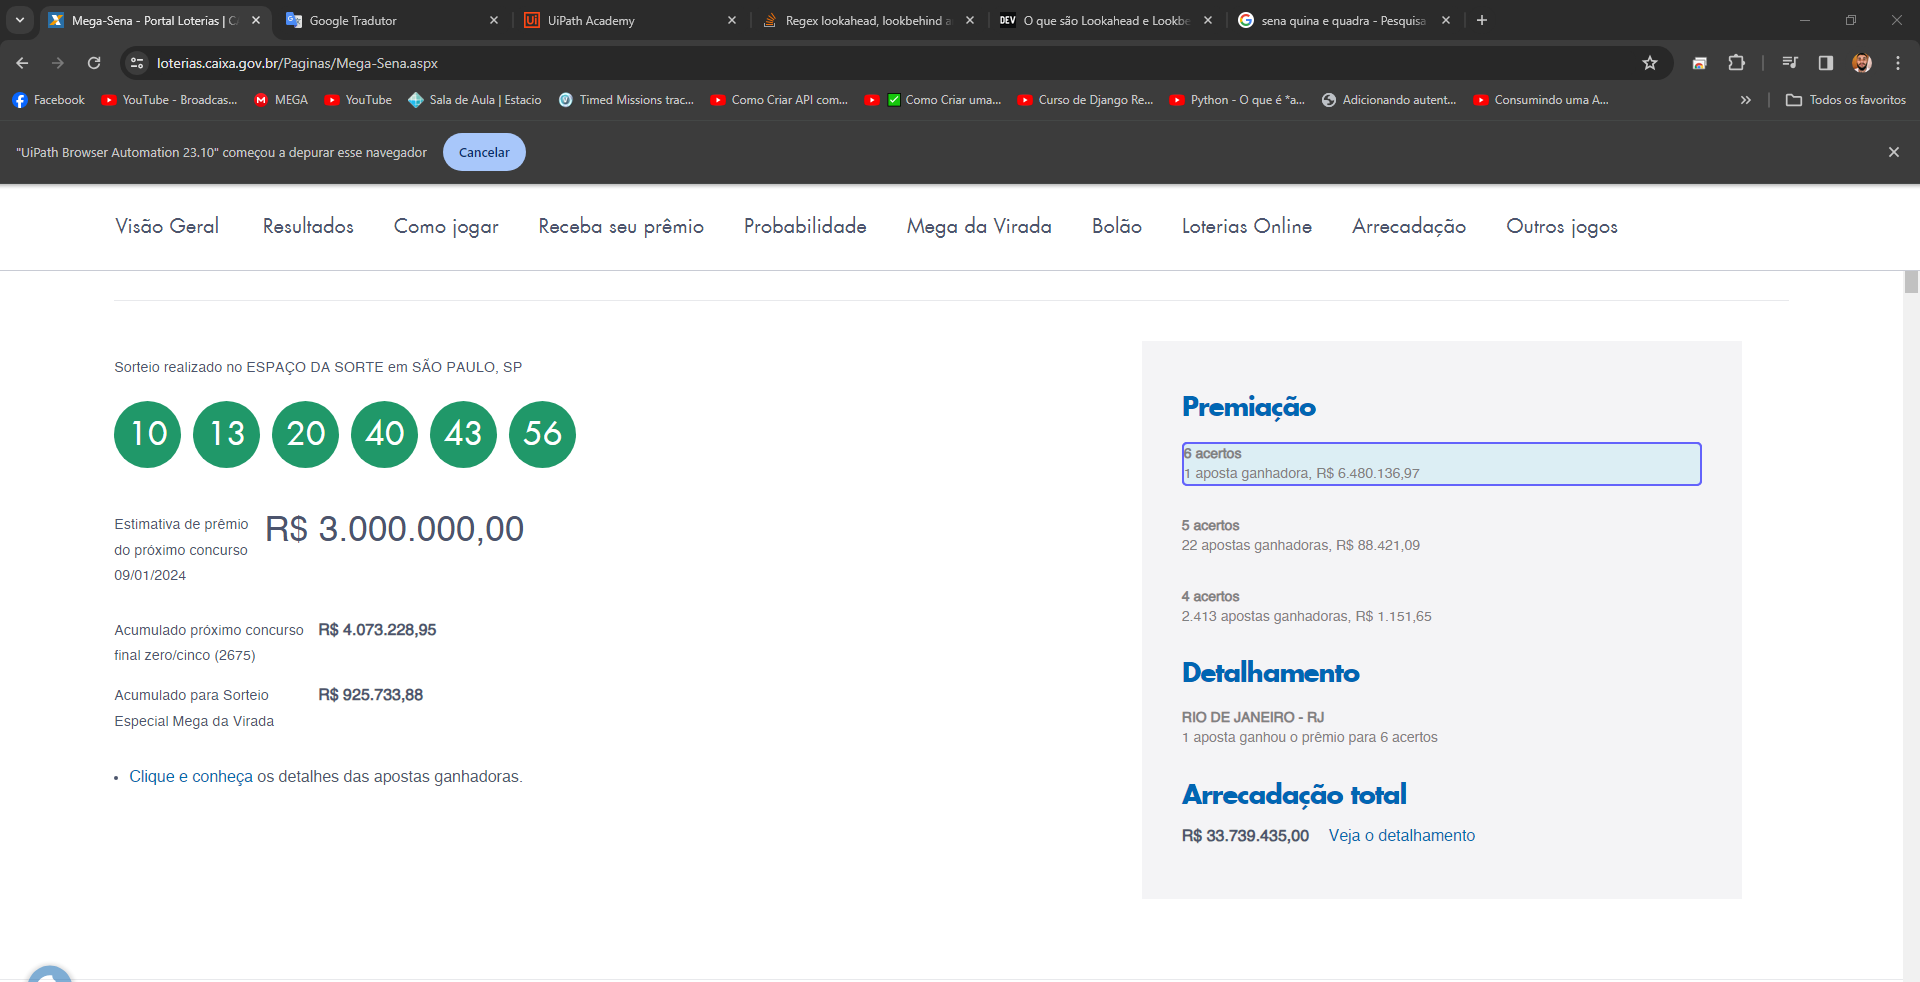 Mega-Sena - Portal Loterias | CA
Google Tradutor
UiPath Academy
Regex lookahead, lookbehind a
O que são Lookahead e Lookbe
sena quina e quadra - Pesquisa
loterias.caixa.gov.br/Paginas/Mega-Sena.aspx
Facebook
YouTube - Broadcas...
MEGA
YouTube
Sala de Aula | Estacio
Timed Missions trac...
Como Criar API com...
Como Criar uma...
Curso de Django Re...
Python - O que é *a...
Adicionando autent...
Consumindo uma A...
Todos os favoritos
"UiPath Browser Automation 23.10" começou a depurar esse navegador
Cancelar
Visão Geral
Resultados
Como jogar
Receba seu prêmio
Probabilidade
Mega da Virada
Bolão
Loterias Online
Arrecadação
Outros jogos
Sorteio realizado no ESPAÇO DA SORTE em SÃO PAULO, SP
10 13 20 40 43 56
Estimativa de prêmio
do próximo concurso
09/01/2024
R$ 3.000.000,00
Acumulado próximo concurso
final zero/cinco (2675)
R$ 4.073.228,95
Acumulado para Sorteio
Especial Mega da Virada
R$ 925.733,88
• Clique e conheça os detalhes das apostas ganhadoras.
Premiação
6 acertos
1 aposta ganhadora, R$ 6.480.136,97
5 acertos
22 apostas ganhadoras, R$ 88.421,09
4 acertos
2.413 apostas ganhadoras, R$ 1.151,65
Detalhamento
RIO DE JANEIRO - RJ
1 aposta ganhou o prêmio para 6 acertos
Arrecadação total
R$ 33.739.435,00 Veja o detalhamento